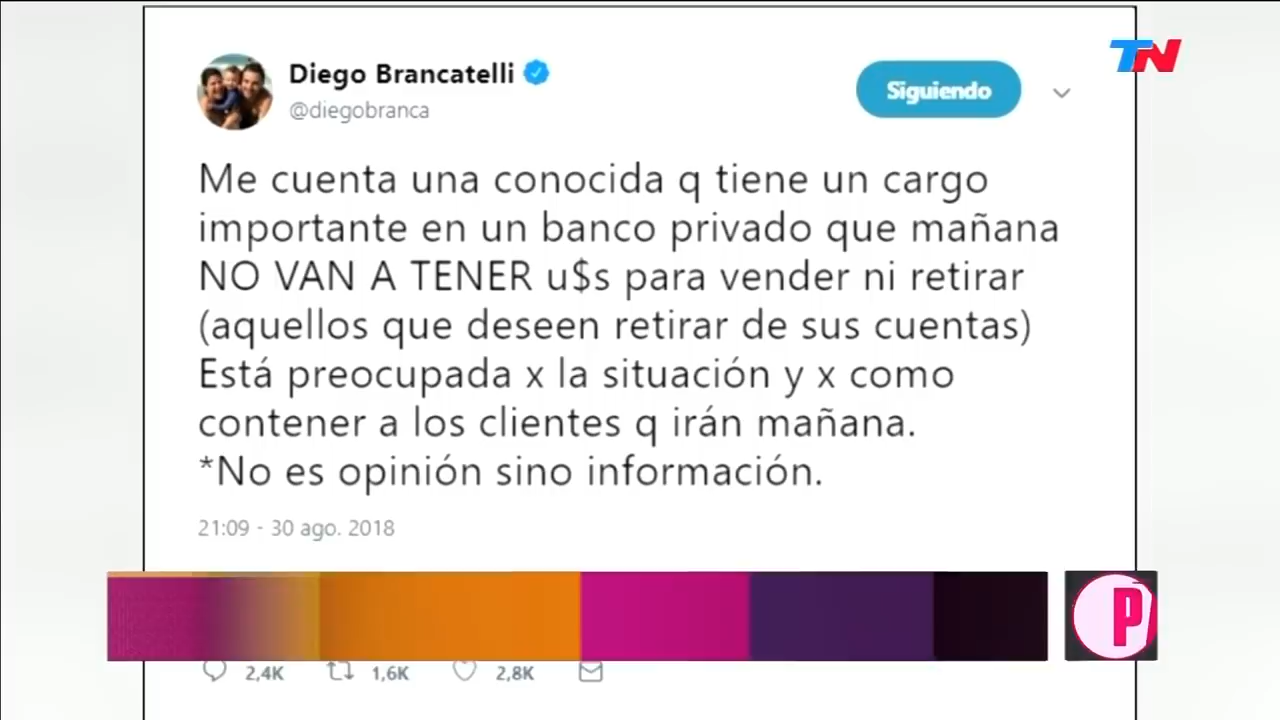 TN
Diego Brancatelli
@diegobranca
Siguiendo
Me cuenta una conocida q tiene un cargo
importante en un banco privado que mañana
NO VAN A TENER u$s para vender ni retirar
(aquellos que deseen retirar de sus cuentas)
Está preocupada x la situación y x como
contener a los clientes q irán mañana.
*No es opinión sino información.
21:09 - 30 ago. 2018
P
2,4K
1,6K
2,8K